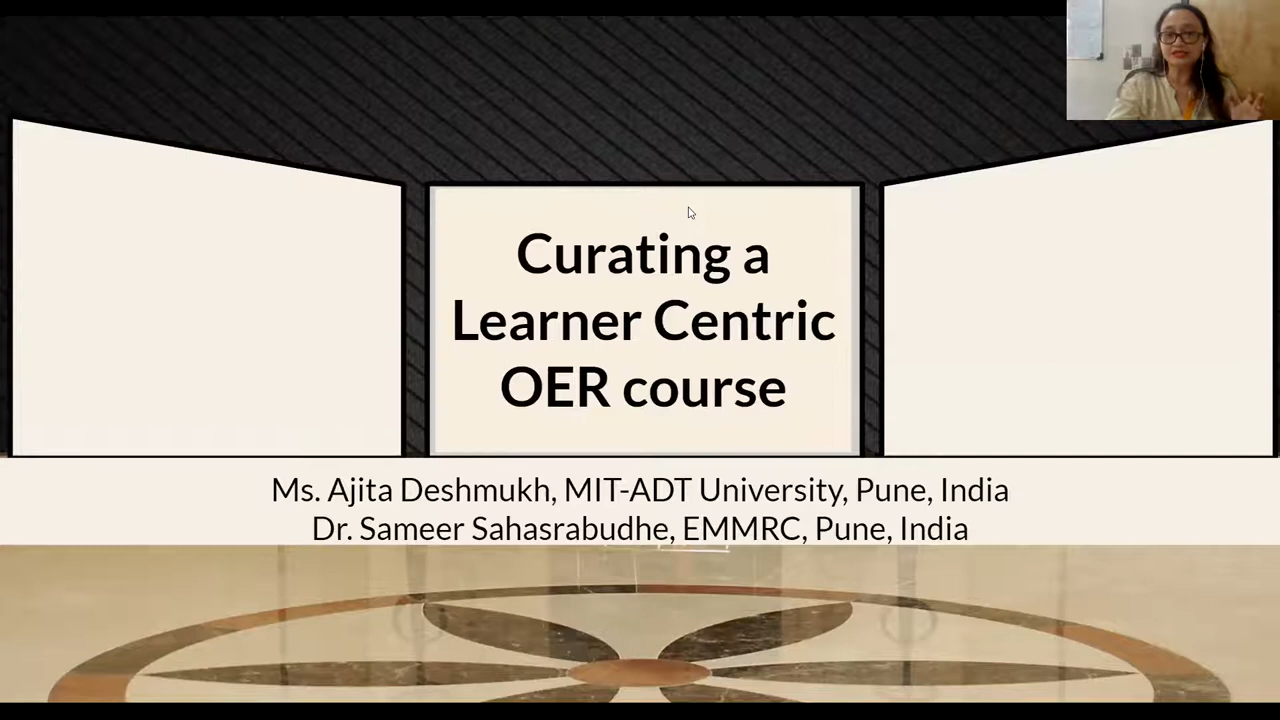 Curating a
Learner Centric
OER course
Ms. Ajita Deshmukh, MIT-ADT University, Pune, India
Dr. Sameer Sahasrabudhe, EMMRC, Pune, India